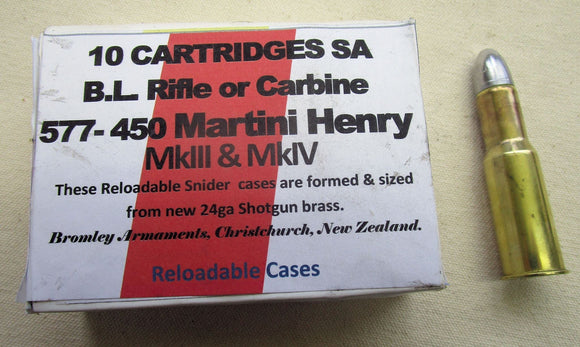 10 CARTRIDGES SA
B.L. Rifle or Carbine
577-450 Martini Henry
MkIII & MkIV
These Reloadable Snider cases are formed & sized
from new 24ga Shotgun brass.
Bromley Armaments, Christchurch, New Zealand.
Reloadable Cases